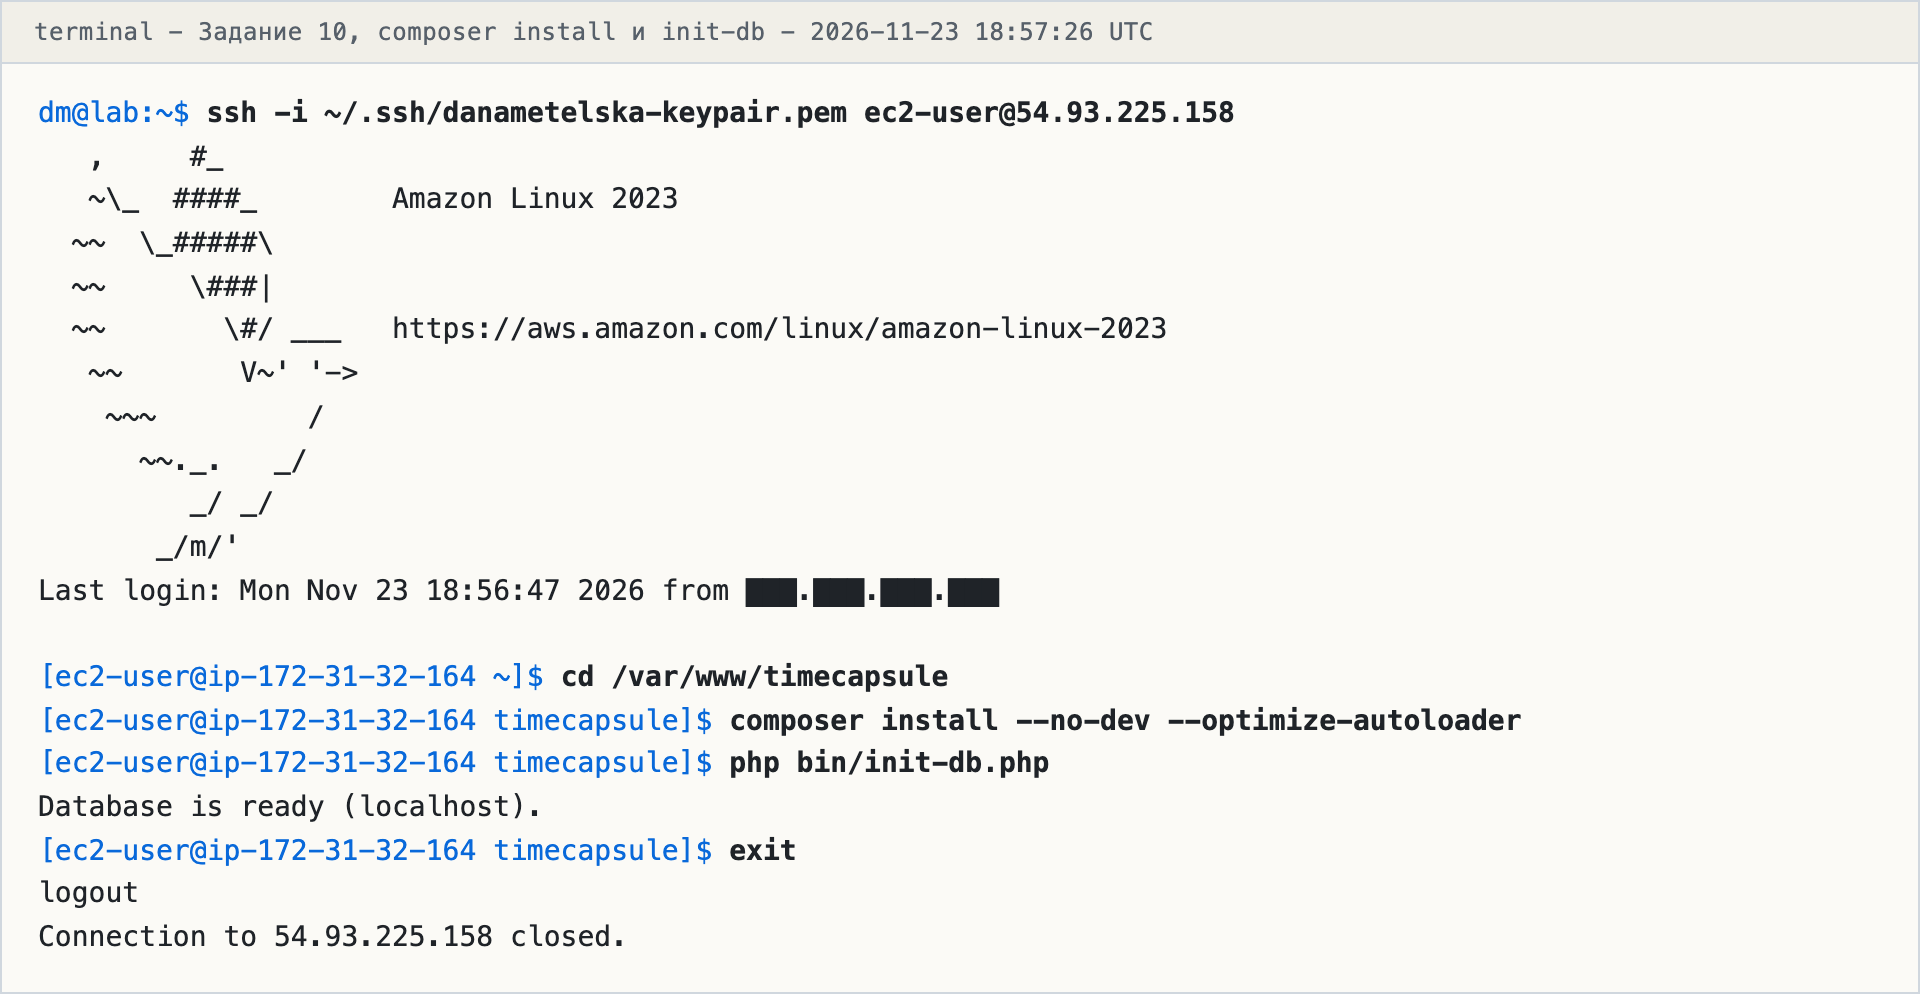 terminal — Задание 10, composer install и init-db — 2026-11-23 18:57:26 UTC
dm@lab:~$ ssh -i ~/.ssh/danametelska-keypair.pem ec2-user@54.93.225.158
   ,     #_
   ~\_  ####_        Amazon Linux 2023
  ~~  \_#####\
  ~~     \###|
  ~~       \#/ ___   https://aws.amazon.com/linux/amazon-linux-2023
   ~~       V~' '->
    ~~~         /
      ~~._.   _/
         _/ _/
       _/m/'
Last login: Mon Nov 23 18:56:47 2026 from ███.███.███.███
[ec2-user@ip-172-31-32-164 ~]$ cd /var/www/timecapsule
[ec2-user@ip-172-31-32-164 timecapsule]$ composer install --no-dev --optimize-autoloader
[ec2-user@ip-172-31-32-164 timecapsule]$ php bin/init-db.php
Database is ready (localhost).
[ec2-user@ip-172-31-32-164 timecapsule]$ exit
logout
Connection to 54.93.225.158 closed.